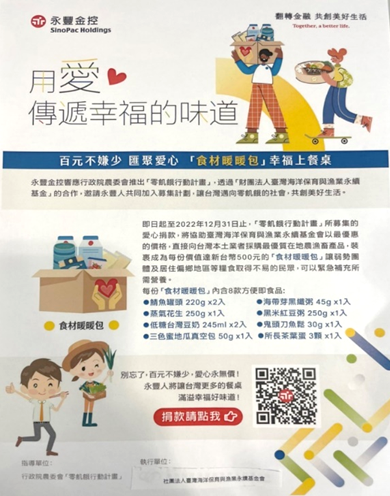 永豐金控
SinoPac Holdings
翻轉金融 共創美好生活
Together, a better life.
用愛
傳遞幸福的味道
百元不嫌少 匯聚愛心 「食材暖暖包」幸福上餐桌
永豐金控響應行政院農委會推出「零飢餓行動計畫」，透過「財團法人臺灣海洋保育與漁業永續
基金」的合作，邀請永豐人共同加入募集計劃，讓台灣邁向零飢餓的社會，共創美好生活。
即日起至2022年12月31日止，「零飢餓行動計畫」所募集的
愛心捐款，將協助臺灣海洋保育與漁業永續基金會以最優惠
的價格，直接向台灣本土業者採購最優質在地農漁畜產品，裝
裹成為每份價值達新台幣500元的「食材暖暖包」，讓弱勢團
體及居住偏鄉地區等糧食取得不易的民眾，可以緊急補充所
需營養。
每份「食材暖暖包」內含8款方便即食品：
●鯖魚罐頭 220g x2入
●海帶芽黑纖粥 45g x1入
●蒸氣花生 250g x1入
●黑米紅豆粥 250g x1入
●低糖台灣豆奶 245ml x2入
●鬼頭刀魚鬆 30g x1入
●三色蜜地瓜真空包 50g x1入
●所長茶葉蛋 3顆 x1入
食材暖暖包
別忘了，百元不嫌少，愛心永無價！
永豐人將讓台灣更多的餐桌
滿溢幸福好味道！
捐款請點我
指導單位：
行政院農委會「零飢餓行動計畫」
執行單位：
社團法人臺灣海洋保育與漁業永續基金會